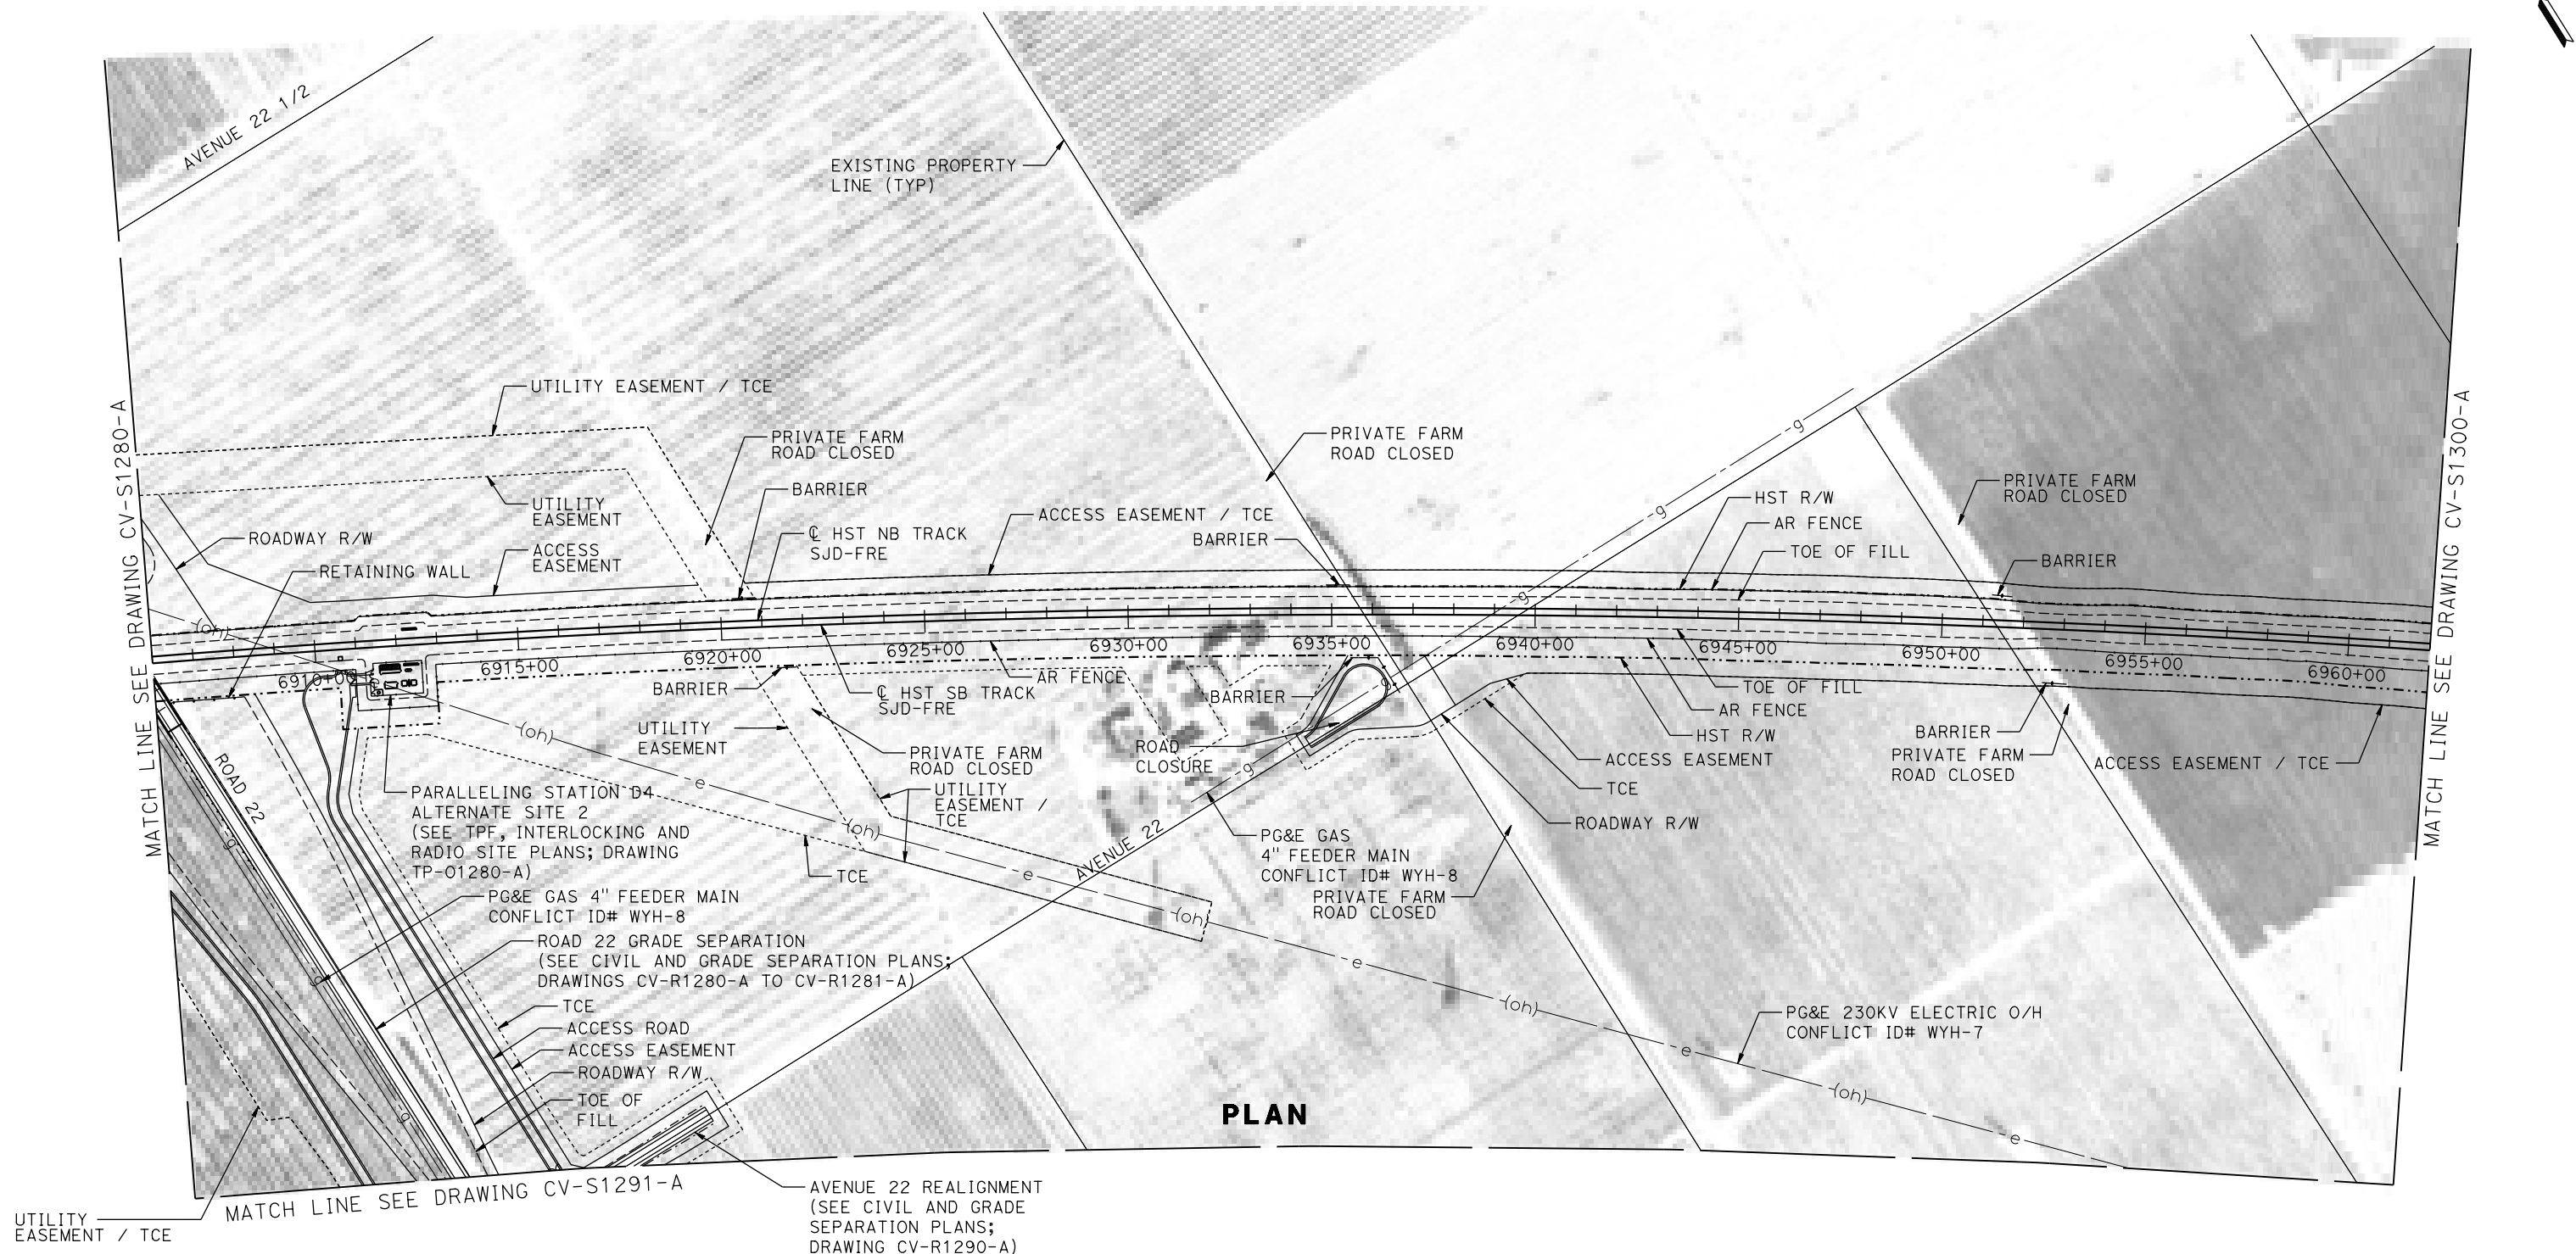 AVENUE 22 1/2
EXISTING PROPERTY
LINE (TYP)
UTILITY EASEMENT / TCE
PRIVATE FARM
ROAD CLOSED
PRIVATE FARM
ROAD CLOSED
PRIVATE FARM
ROAD CLOSED
BARRIER
UTILITY
EASEMENT
HST R/W
ACCESS EASEMENT / TCE
AR FENCE
BARRIER
℄ HST NB TRACK
SJD-FRE
ROADWAY R/W
ACCESS
EASEMENT
TOE OF FILL
BARRIER
RETAINING WALL
MATCH LINE SEE DRAWING CV-S1280-A
MATCH LINE SEE DRAWING CV-S1300-A
(oh)
g
g
g
6910+00
6915+00
6920+00
6925+00
6930+00
6935+00
6940+00
6945+00
6950+00
6955+00
6960+00
e
g
BARRIER
℄ HST SB TRACK
SJD-FRE
AR FENCE
BARRIER
TOE OF FILL
AR FENCE
HST R/W
UTILITY
EASEMENT
(oh)
PRIVATE FARM
ROAD CLOSED
ROAD
CLOSURE
g
ACCESS EASEMENT
TCE
ROADWAY R/W
BARRIER
PRIVATE FARM
ROAD CLOSED
ACCESS EASEMENT / TCE
ROAD 22
e
UTILITY
EASEMENT /
TCE
PARALLELING STATION D4
ALTERNATE SITE 2
(SEE TPF, INTERLOCKING AND
RADIO SITE PLANS; DRAWING
TP-O1280-A)
(oh)
TCE
e
AVENUE 22
PG&E GAS
4" FEEDER MAIN
CONFLICT ID# WYH-8
PRIVATE FARM
ROAD CLOSED
g
PG&E GAS 4" FEEDER MAIN
CONFLICT ID# WYH-8
(oh)
ROAD 22 GRADE SEPARATION
(SEE CIVIL AND GRADE SEPARATION PLANS;
DRAWINGS CV-R1280-A TO CV-R1281-A)
e
g
TCE
ACCESS ROAD
ACCESS EASEMENT
ROADWAY R/W
TOE OF
FILL
(oh)
PG&E 230KV ELECTRIC O/H
CONFLICT ID# WYH-7
e
(oh)
e
g
PLAN
MATCH LINE SEE DRAWING CV-S1291-A
AVENUE 22 REALIGNMENT
(SEE CIVIL AND GRADE
SEPARATION PLANS;
DRAWING CV-R1290-A)
UTILITY
EASEMENT / TCE